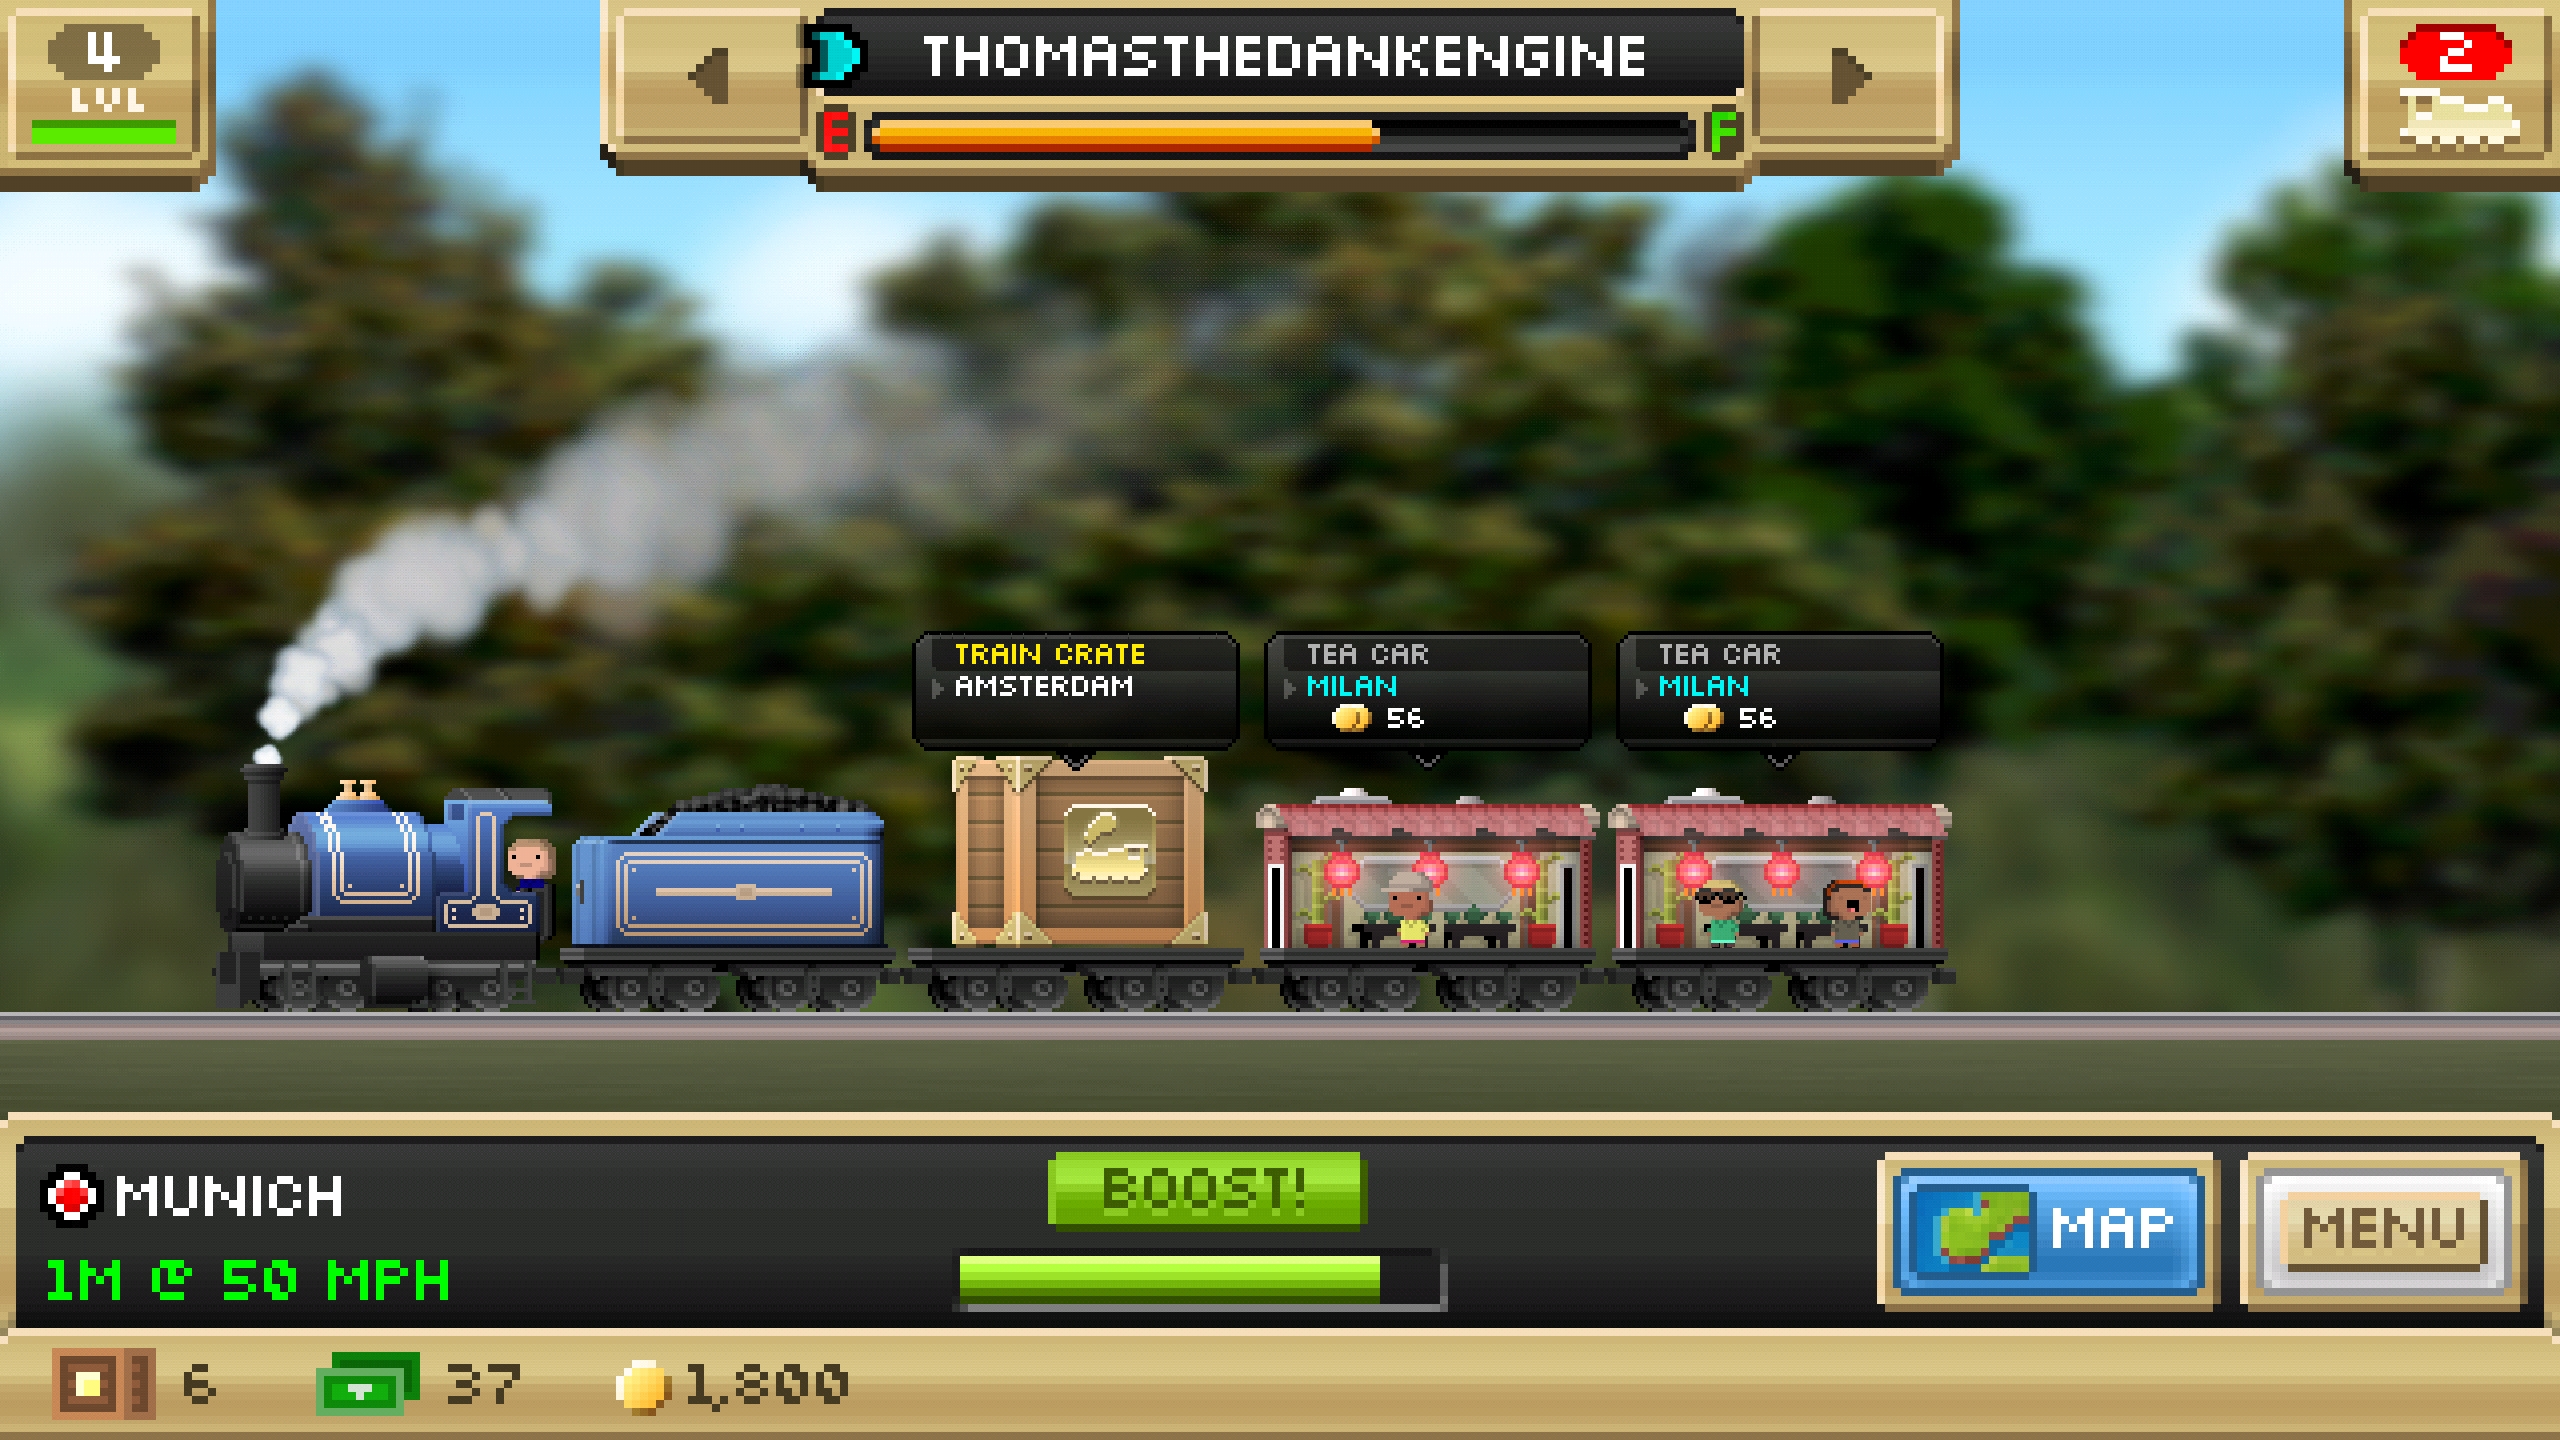 4
LVL
THOMASTHEDANKENGINE
E F
2
TRAIN CRATE
AMSTERDAM
TEA CAR
MILAN
56
TEA CAR
MILAN
56
MUNICH
1M @ 50 MPH
BOOST!
MAP
MENU
6
37
1,800